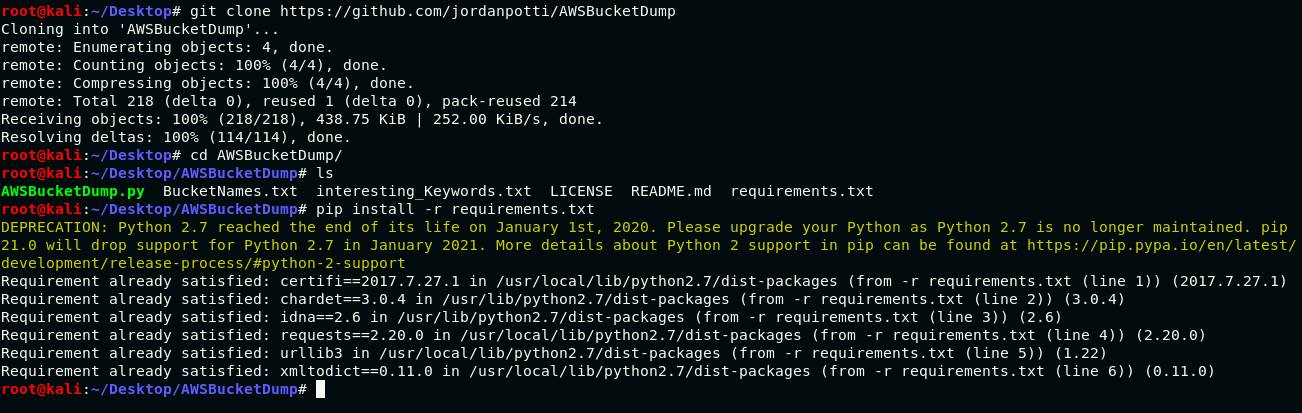 root@kali:~/Desktop# git clone https://github.com/jordanpotti/AWSBucketDump
Cloning into 'AWSBucketDump'...
remote: Enumerating objects: 4, done.
remote: Counting objects: 100% (4/4), done.
remote: Compressing objects: 100% (4/4), done.
remote: Total 218 (delta 0), reused 1 (delta 0), pack-reused 214
Receiving objects: 100% (218/218), 438.75 KiB | 252.00 KiB/s, done.
Resolving deltas: 100% (114/114), done.
root@kali:~/Desktop# cd AWSBucketDump/
root@kali:~/Desktop/AWSBucketDump# ls
AWSBucketDump.py  BucketNames.txt  interesting_Keywords.txt  LICENSE  README.md  requirements.txt
root@kali:~/Desktop/AWSBucketDump# pip install -r requirements.txt
DEPRECATION: Python 2.7 reached the end of its life on January 1st, 2020. Please upgrade your Python as Python 2.7 is no longer maintained. pip
21.0 will drop support for Python 2.7 in January 2021. More details about Python 2 support in pip can be found at https://pip.pypa.io/en/latest/
development/release-process/#python-2-support
Requirement already satisfied: certifi==2017.7.27.1 in /usr/local/lib/python2.7/dist-packages (from -r requirements.txt (line 1)) (2017.7.27.1)
Requirement already satisfied: chardet==3.0.4 in /usr/local/lib/python2.7/dist-packages (from -r requirements.txt (line 2)) (3.0.4)
Requirement already satisfied: idna==2.6 in /usr/lib/python2.7/dist-packages (from -r requirements.txt (line 3)) (2.6)
Requirement already satisfied: requests==2.20.0 in /usr/local/lib/python2.7/dist-packages (from -r requirements.txt (line 4)) (2.20.0)
Requirement already satisfied: urllib3 in /usr/local/lib/python2.7/dist-packages (from -r requirements.txt (line 5)) (1.22)
Requirement already satisfied: xmltodict==0.11.0 in /usr/local/lib/python2.7/dist-packages (from -r requirements.txt (line 6)) (0.11.0)
root@kali:~/Desktop/AWSBucketDump#